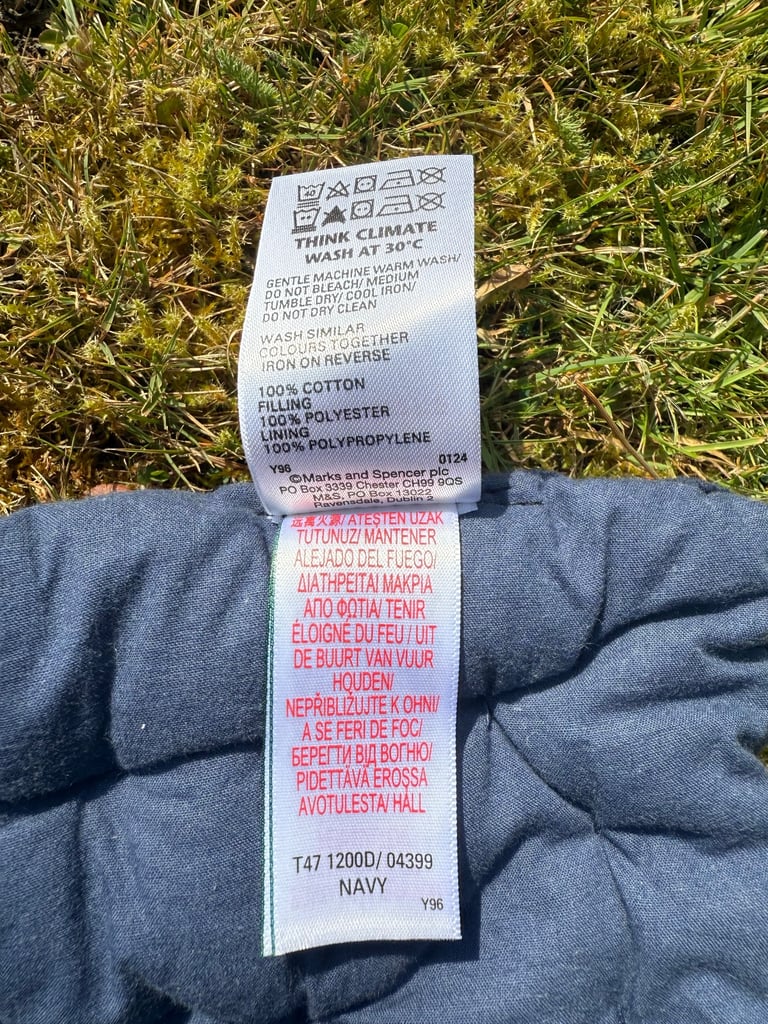 40
THINK CLIMATE
WASH AT 30°C
GENTLE MACHINE WARM WASH/
DO NOT BLEACH/ MEDIUM
TUMBLE DRY/ COOL IRON/
DO NOT DRY CLEAN
WASH SIMILAR
COLOURS TOGETHER
IRON ON REVERSE
100% COTTON
FILLING
100% POLYESTER
LINING
100% POLYPROPYLENE
Y96 0124
©Marks and Spencer plc
PO Box 3339 Chester CH99 9QS
M&S, PO Box 13022
Ravensdale, Dublin 2
远离火源/ ATEŞTEN UZAK
TUTUNUZ/ MANTENER
ALEJADO DEL FUEGO/
ΔΙΑΤΗΡΕΙΤΑΙ ΜΑΚΡΙΑ
ΑΠΟ ΦΩΤΙΑ/ TENIR
ÉLOIGNÉ DU FEU / UIT
DE BUURT VAN VUUR
HOUDEN/
NEPŘIBLIŽUJTE K OHNI/
A SE FERI DE FOC/
БЕРЕГТИ ВІД ВОГНЮ/
PIDETTÄVÄ EROSSA
AVOTULESTA/ HÅLL
T47 1200D/ 04399
NAVY
Y96